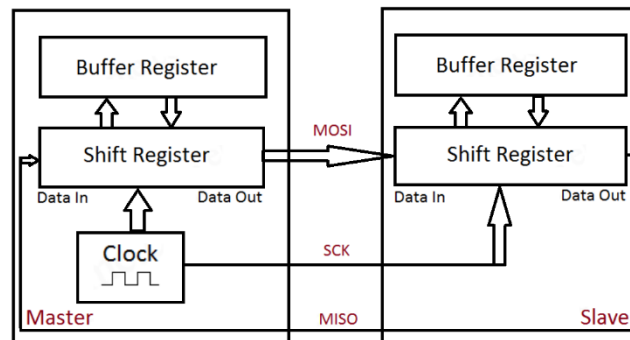 Buffer Register
Buffer Register
MOSI
Shift Register
Shift Register
Data In
Data Out
Data In
Data Out
Clock
SCK
Master
MISO
Slave